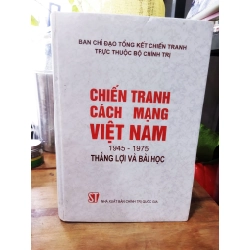 BAN CHỈ ĐẠO TỔNG KẾT CHIẾN TRANH
TRỰC THUỘC BỘ CHÍNH TRỊ
CHIẾN TRANH
CÁCH MẠNG
VIỆT NAM
1945 - 1975
THẮNG LỢI VÀ BÀI HỌC
ST
NHÀ XUẤT BẢN CHÍNH TRỊ QUỐC GIA